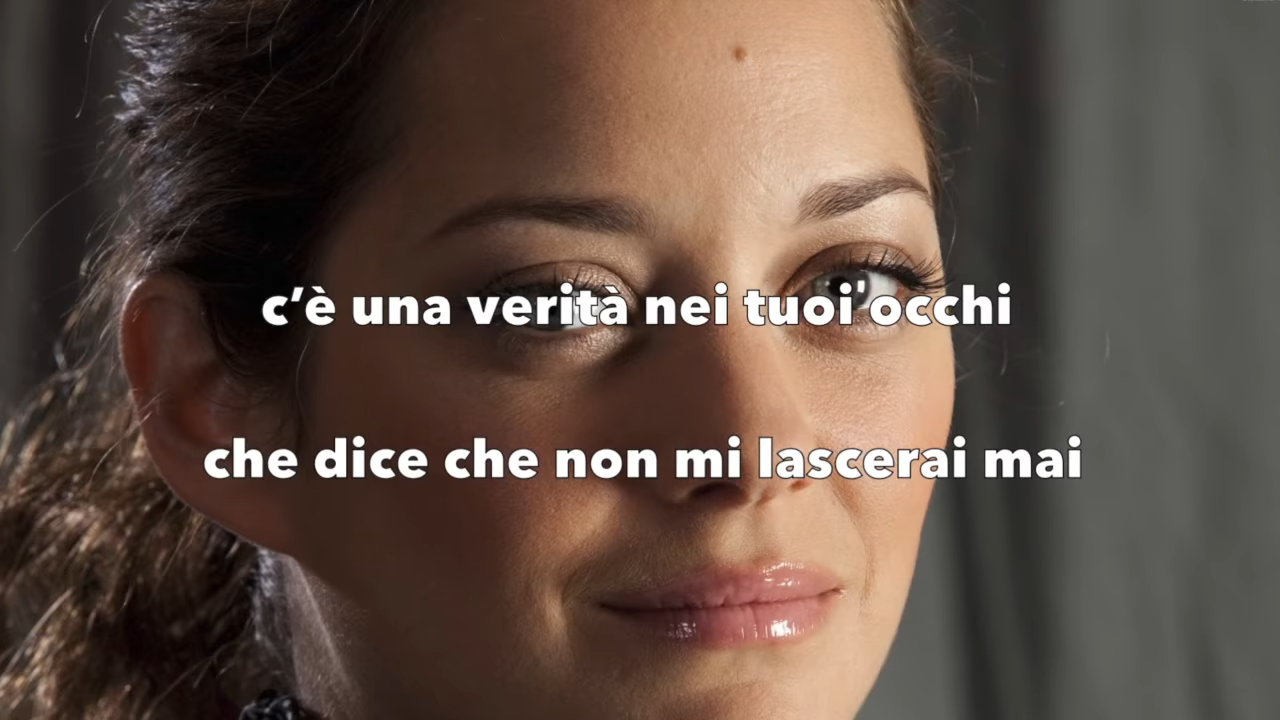 c’è una verità nei tuoi occhi
che dice che non mi lascerai mai